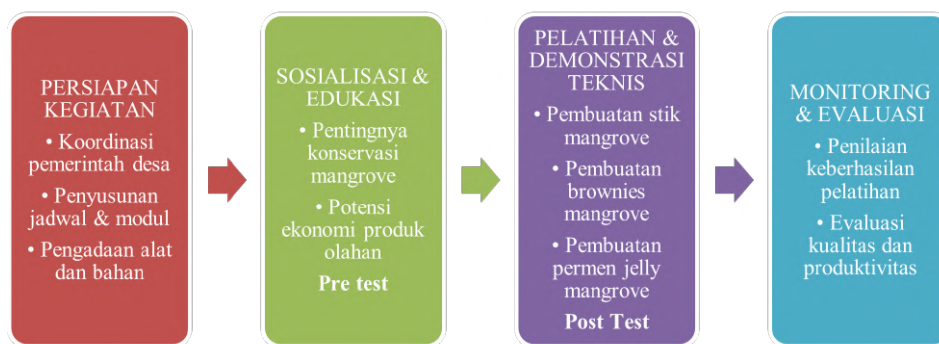 PERSIAPAN
KEGIATAN
• Koordinasi
pemerintah desa
• Penyusunan
jadwal & modul
• Pengadaan alat
dan bahan
SOSIALISASI &
EDUKASI
• Pentingnya
konservasi
mangrove
• Potensi
ekonomi produk
olahan
Pre test
PELATIHAN &
DEMONSTRASI
TEKNIS
• Pembuatan stik
mangrove
• Pembuatan
brownies
mangrove
• Pembuatan
permen jelly
mangrove
Post Test
MONITORING
& EVALUASI
• Penilaian
keberhasilan
pelatihan
• Evaluasi
kualitas dan
produktivitas